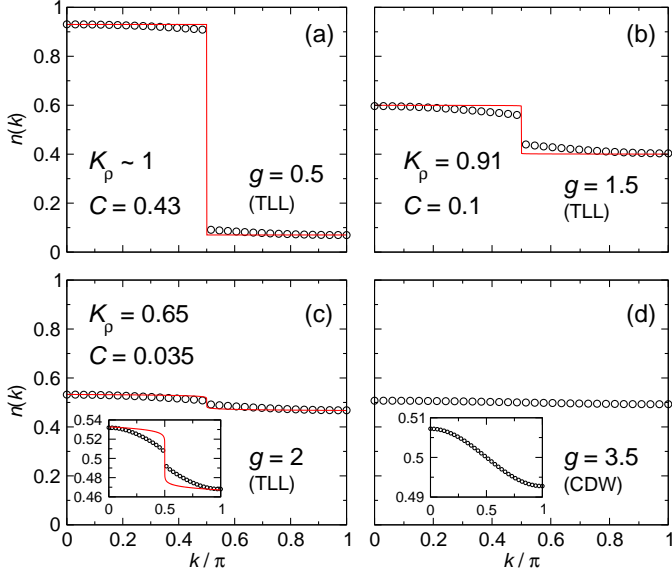 1
0.8
0.6
0.4
0.2
0
n(k)
(a)
K_ρ ~ 1
C = 0.43
g = 0.5
(TLL)
(b)
K_ρ = 0.91
C = 0.1
g = 1.5
(TLL)
1
0.8
0.6
0.4
0.2
0
n(k)
(c)
K_ρ = 0.65
C = 0.035
0.54
0.52
0.5
0.48
0.46
0 0.5 1
g = 2
(TLL)
(d)
0.51
0.5
0.49
0 0.5 1
g = 3.5
(CDW)
0 0.2 0.4 0.6 0.8 1
0 0.2 0.4 0.6 0.8 1
k / π
k / π